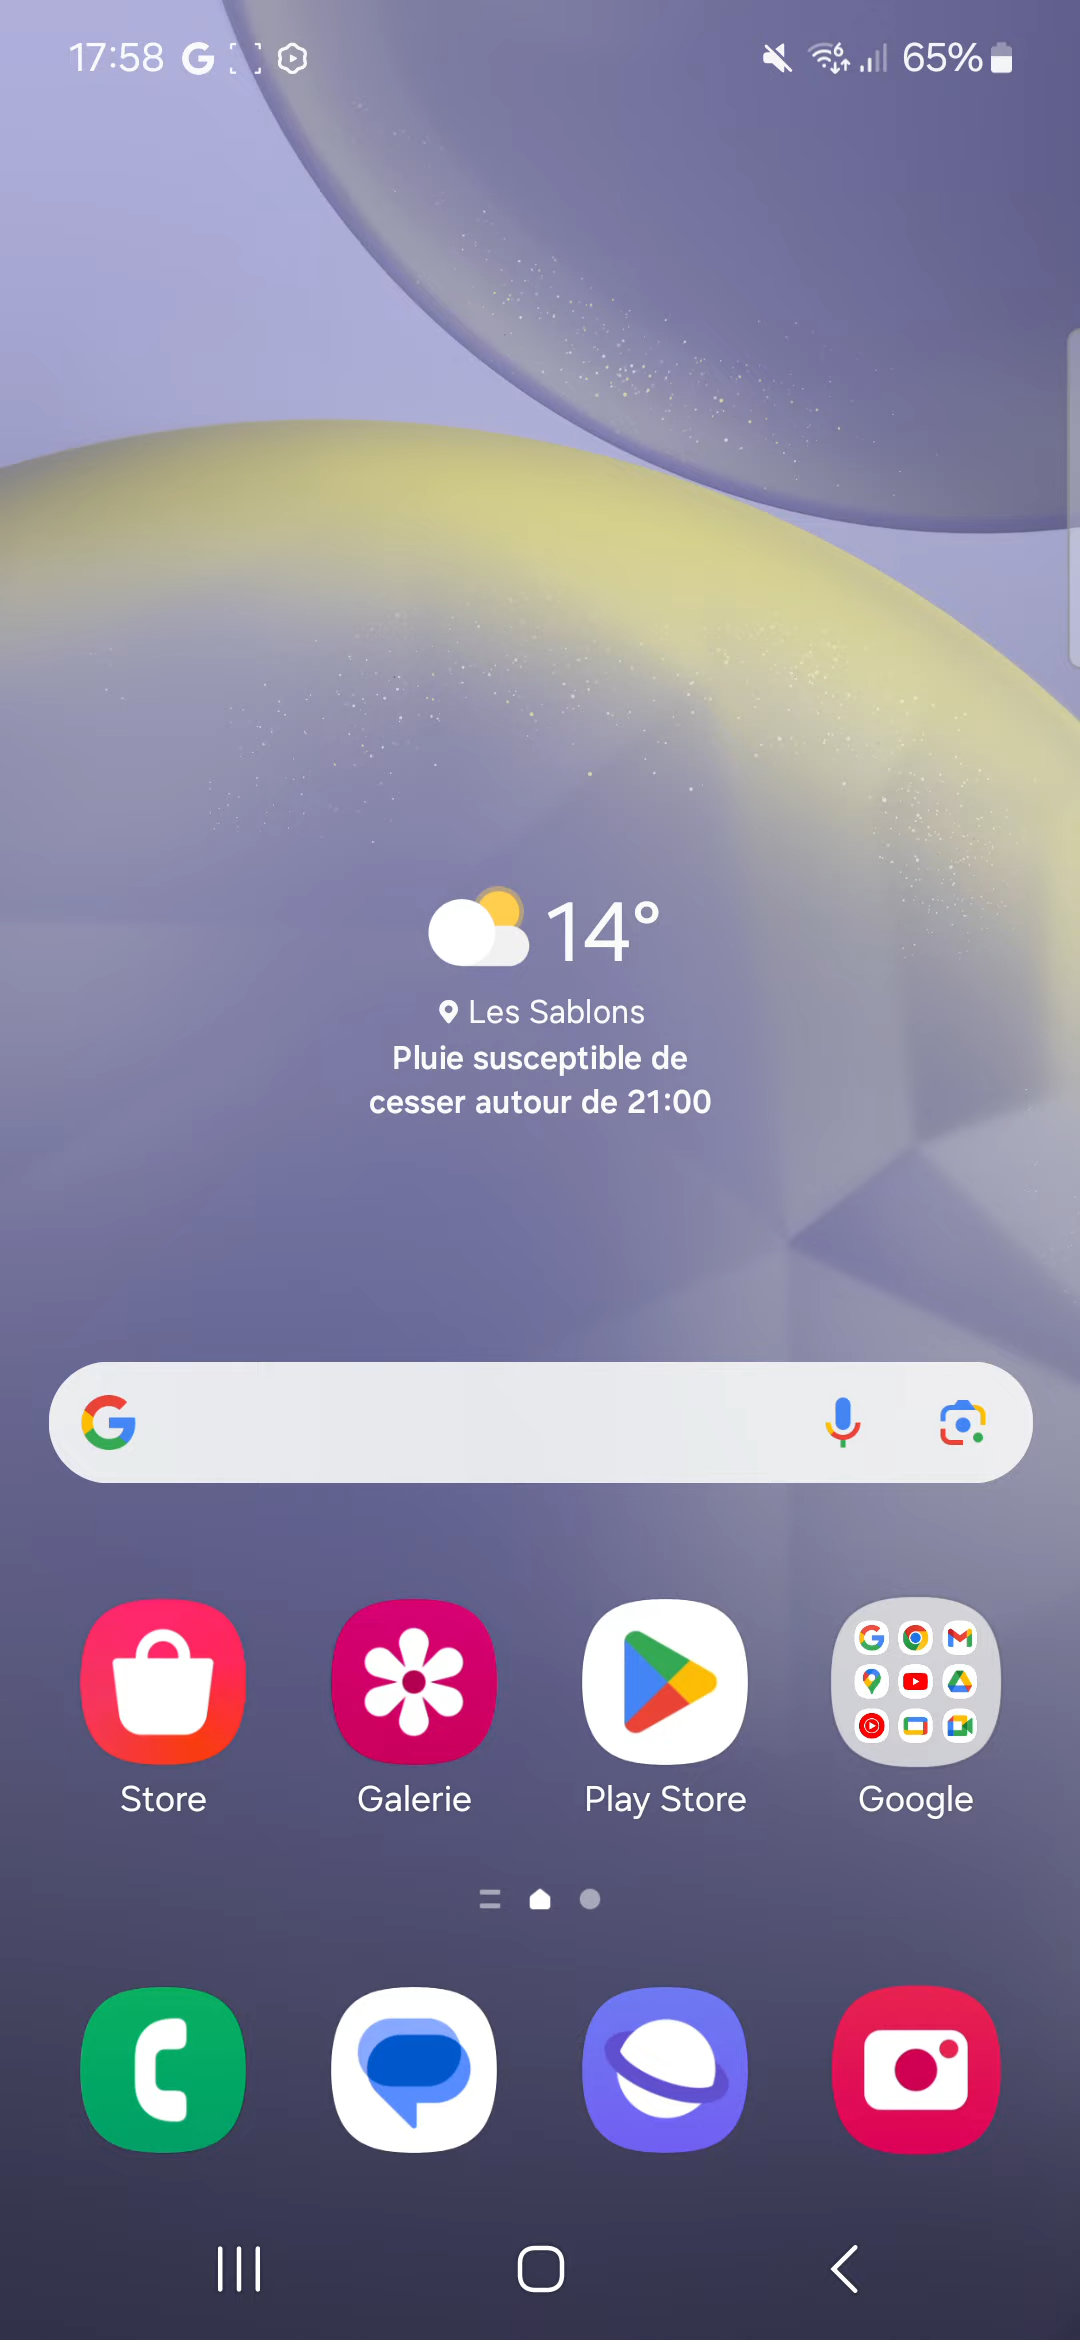 17:58 65%
14°
Les Sablons
Pluie susceptible de
cesser autour de 21:00
Store Galerie Play Store Google